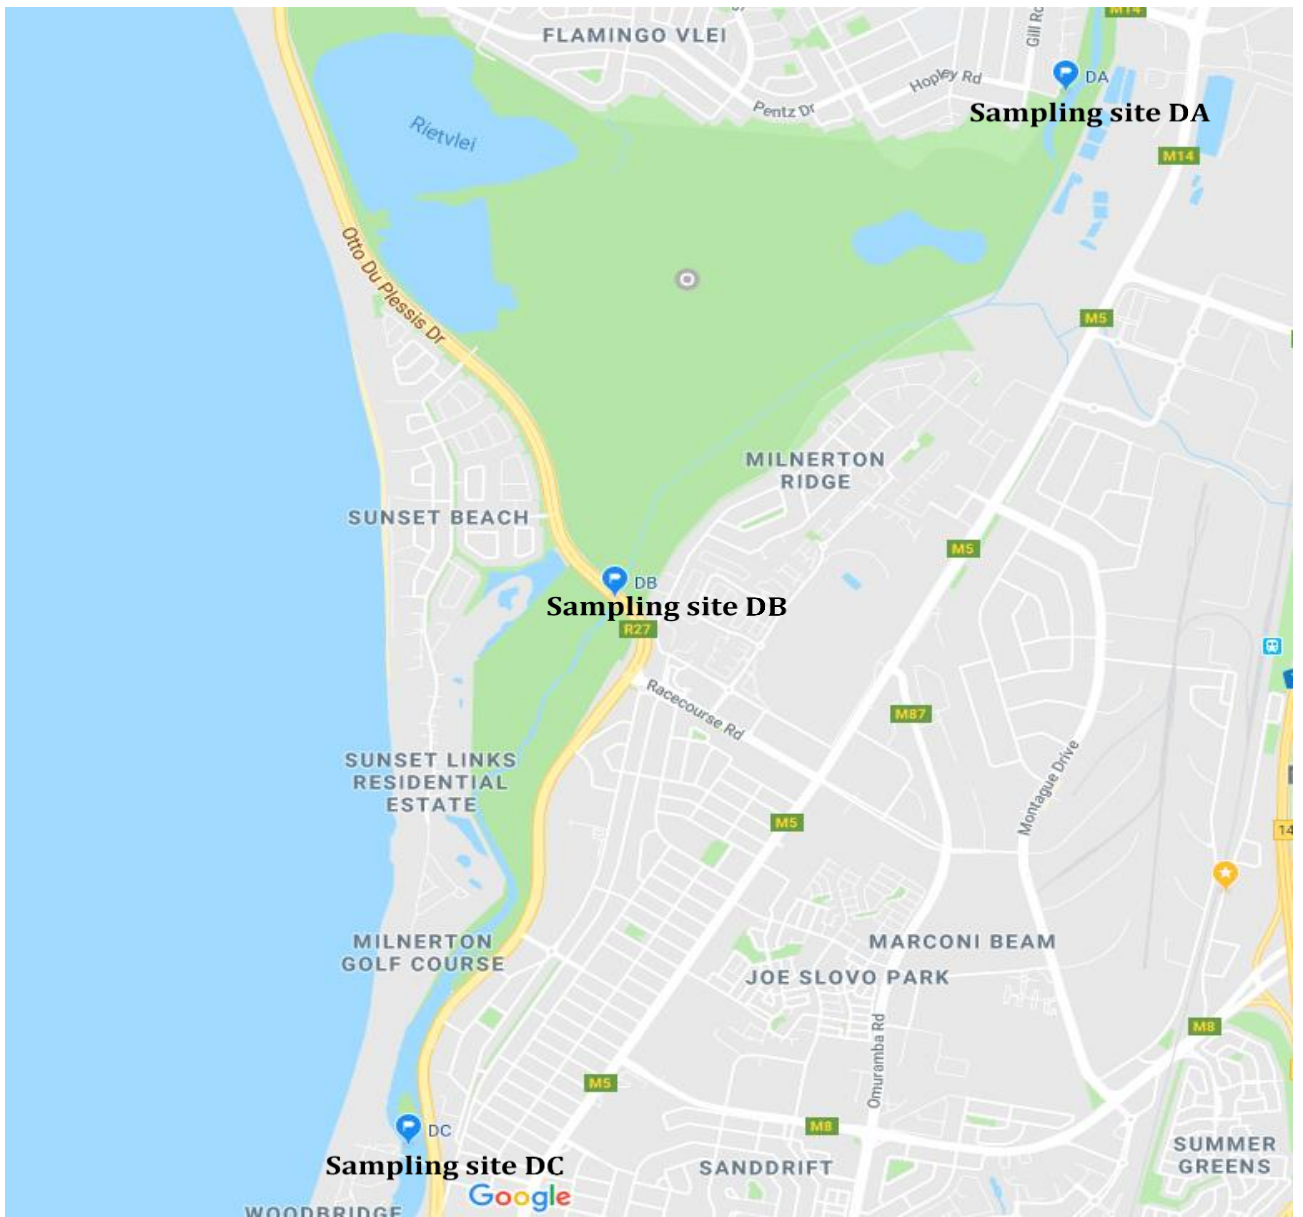 M14
FLAMINGO VLEI
Gill Rd
DA
Hopley Rd
Pentz Dr
Sampling site DA
Rietvlei
M14
Otto Du Plessis Dr
M5
MILNERTON
RIDGE
SUNSET BEACH
M5
DB
Sampling site DB
R27
Racecourse Rd
M87
SUNSET LINKS
RESIDENTIAL
ESTATE
Montague Drive
M5
14
MILNERTON
GOLF COURSE
MARCONI BEAM
JOE SLOVO PARK
M8
Omuramba Rd
M5
M8
DC
Sampling site DC
SANDDRIFT
SUMMER
GREENS
Google
WOODBRIDGE